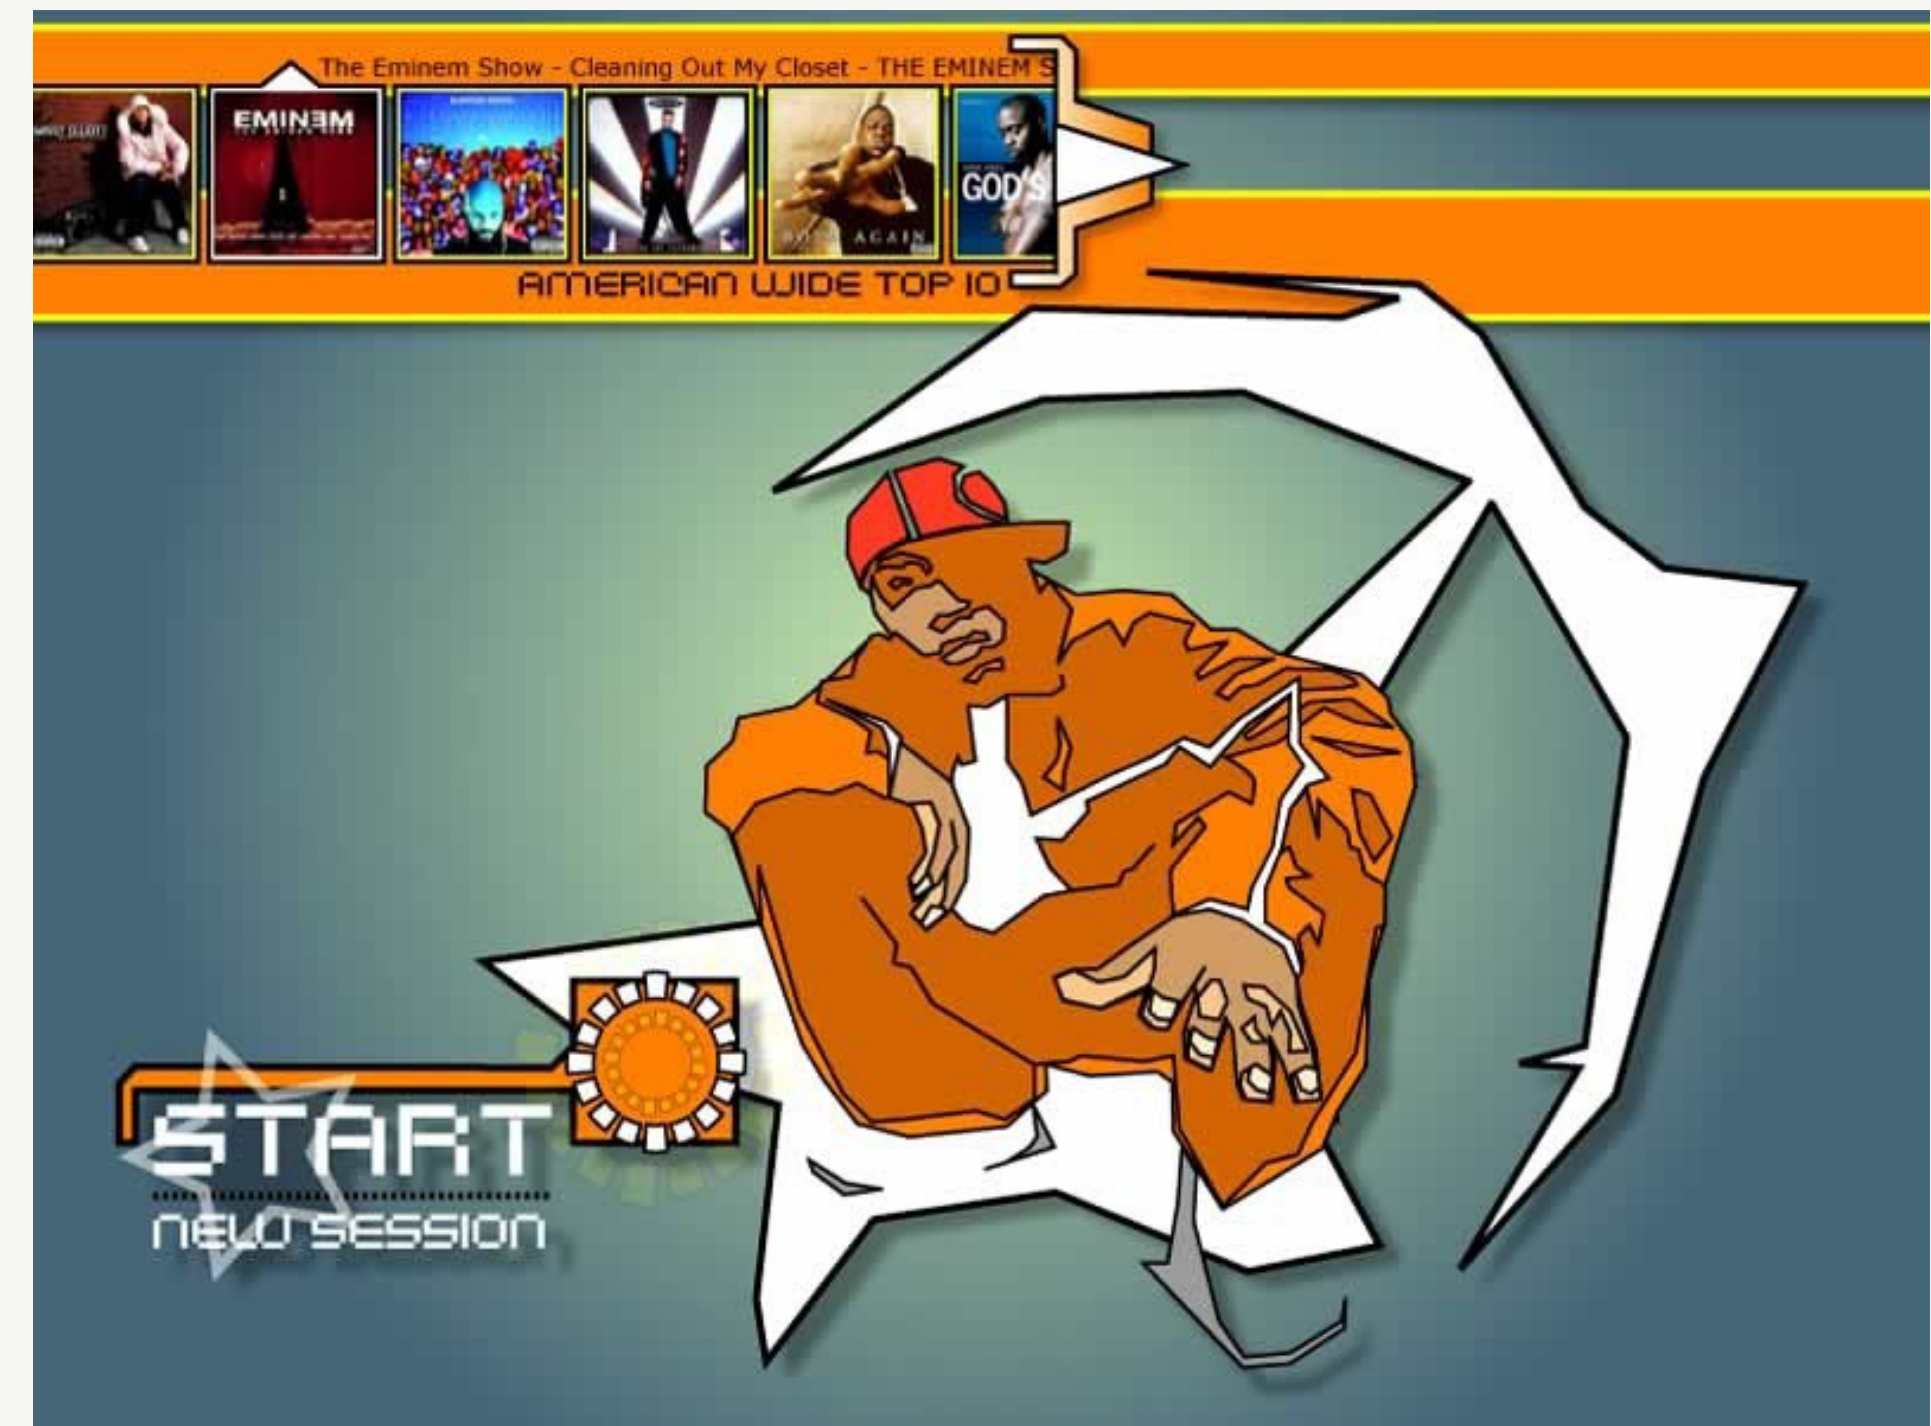 The Eminem Show - Cleaning Out My Closet - THE EMINEM S
EMINEM
BORN AGAIN
GOD'S
AMERICAN WIDE TOP 10
START
NEW SESSION